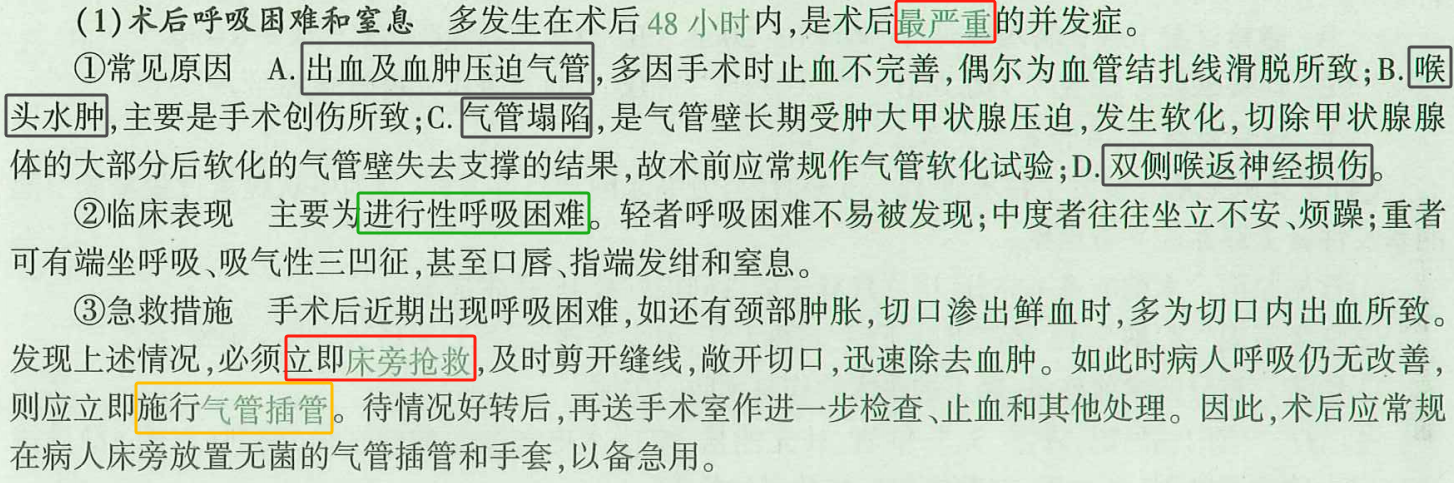 (1)术后呼吸困难和窒息 多发生在术后48小时内,是术后最严重的并发症。
①常见原因 A.出血及血肿压迫气管,多因手术时止血不完善,偶尔为血管结扎线滑脱所致;B.喉
头水肿,主要是手术创伤所致;C.气管塌陷,是气管壁长期受肿大甲状腺压迫,发生软化,切除甲状腺腺
体的大部分后软化的气管壁失去支撑的结果,故术前应常规作气管软化试验;D.双侧喉返神经损伤。
②临床表现 主要为进行性呼吸困难。轻者呼吸困难不易被发现;中度者往往坐立不安、烦躁;重者
可有端坐呼吸、吸气性三凹征,甚至口唇、指端发绀和窒息。
③急救措施 手术后近期出现呼吸困难,如还有颈部肿胀,切口渗出鲜血时,多为切口内出血所致。
发现上述情况,必须立即床旁抢救,及时剪开缝线,敞开切口,迅速除去血肿。如此时病人呼吸仍无改善,
则应立即施行气管插管。待情况好转后,再送手术室作进一步检查、止血和其他处理。因此,术后应常规
在病人床旁放置无菌的气管插管和手套,以备急用。